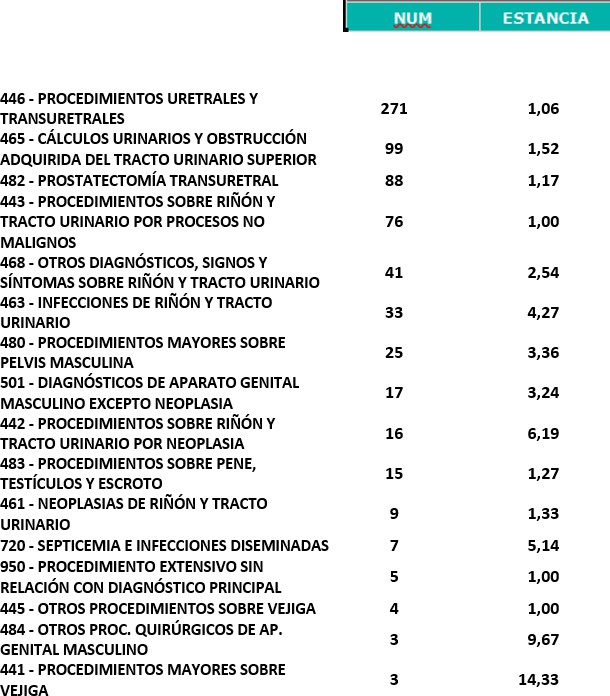 NUM ESTANCIA
446 - PROCEDIMIENTOS URETRALES Y
TRANSURETRALES 271 1,06
465 - CÁLCULOS URINARIOS Y OBSTRUCCIÓN
ADQUIRIDA DEL TRACTO URINARIO SUPERIOR 99 1,52
482 - PROSTATECTOMÍA TRANSURETRAL 88 1,17
443 - PROCEDIMIENTOS SOBRE RIÑÓN Y
TRACTO URINARIO POR PROCESOS NO 76 1,00
MALIGNOS
468 - OTROS DIAGNÓSTICOS, SIGNOS Y
SÍNTOMAS SOBRE RIÑÓN Y TRACTO URINARIO 41 2,54
463 - INFECCIONES DE RIÑÓN Y TRACTO
URINARIO 33 4,27
480 - PROCEDIMIENTOS MAYORES SOBRE
PELVIS MASCULINA 25 3,36
501 - DIAGNÓSTICOS DE APARATO GENITAL
MASCULINO EXCEPTO NEOPLASIA 17 3,24
442 - PROCEDIMIENTOS SOBRE RIÑÓN Y
TRACTO URINARIO POR NEOPLASIA 16 6,19
483 - PROCEDIMIENTOS SOBRE PENE,
TESTÍCULOS Y ESCROTO 15 1,27
461 - NEOPLASIAS DE RIÑÓN Y TRACTO
URINARIO 9 1,33
720 - SEPTICEMIA E INFECCIONES DISEMINADAS 7 5,14
950 - PROCEDIMIENTO EXTENSIVO SIN
RELACIÓN CON DIAGNÓSTICO PRINCIPAL 5 1,00
445 - OTROS PROCEDIMIENTOS SOBRE VEJIGA 4 1,00
484 - OTROS PROC. QUIRÚRGICOS DE AP.
GENITAL MASCULINO 3 9,67
441 - PROCEDIMIENTOS MAYORES SOBRE
VEJIGA 3 14,33